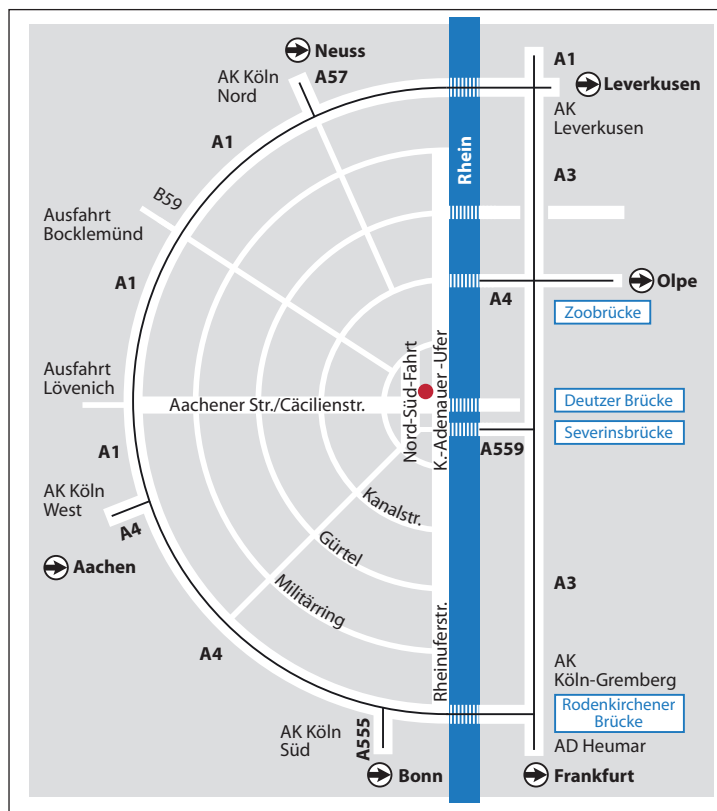 Neuss
AK Köln
Nord
A57
A1
Leverkusen
AK
Leverkusen
A1
Rhein
A3
B59
Ausfahrt
Bocklemünd
A1
Olpe
A4
Zoobrücke
Ausfahrt
Lövenich
Nord-Süd-Fahrt
K.-Adenauer -Ufer
Aachener Str./Cäcilienstr.
Deutzer Brücke
Severinsbrücke
A559
A1
AK Köln
West
A4
Aachen
Kanalstr.
Gürtel
Militärring
A3
A4
Rheinuferstr.
AK
Köln-Gremberg
Rodenkirchener
Brücke
AK Köln
Süd
A555
AD Heumar
Bonn
Frankfurt